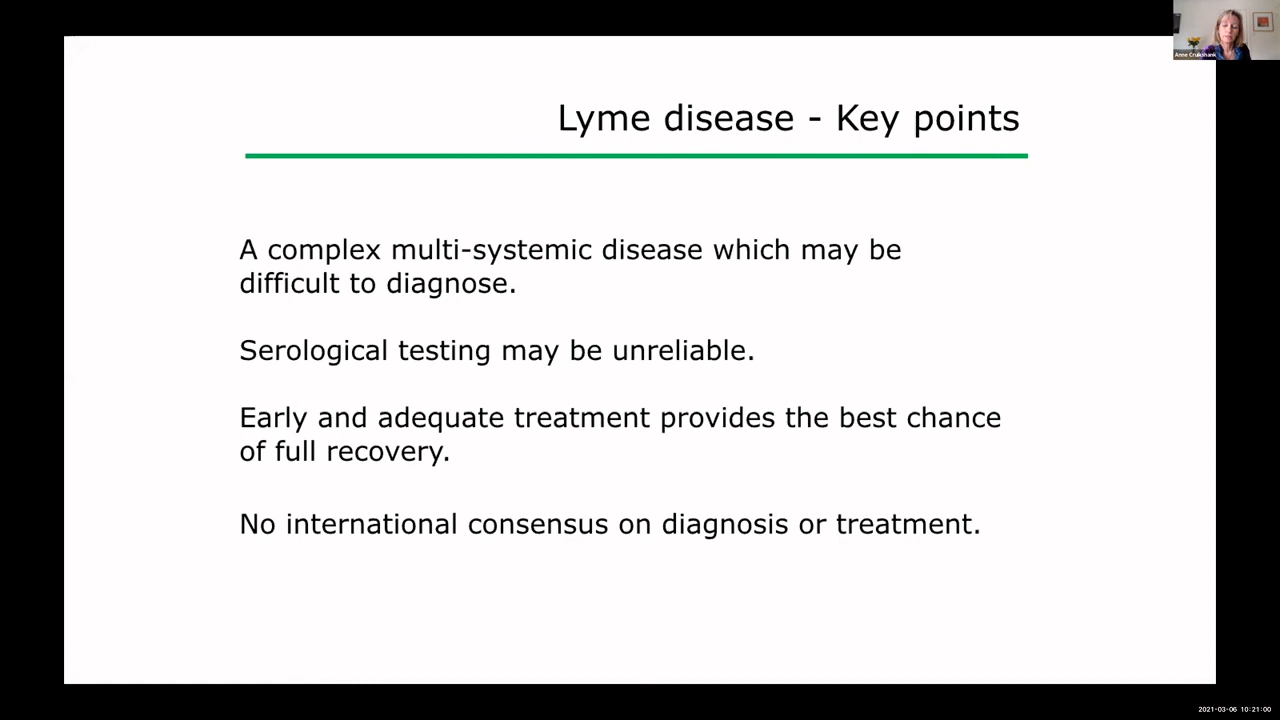 Anne Cruikshank
Lyme disease - Key points
A complex multi-systemic disease which may be
difficult to diagnose.
Serological testing may be unreliable.
Early and adequate treatment provides the best chance
of full recovery.
No international consensus on diagnosis or treatment.
2021-03-06 10:21:00